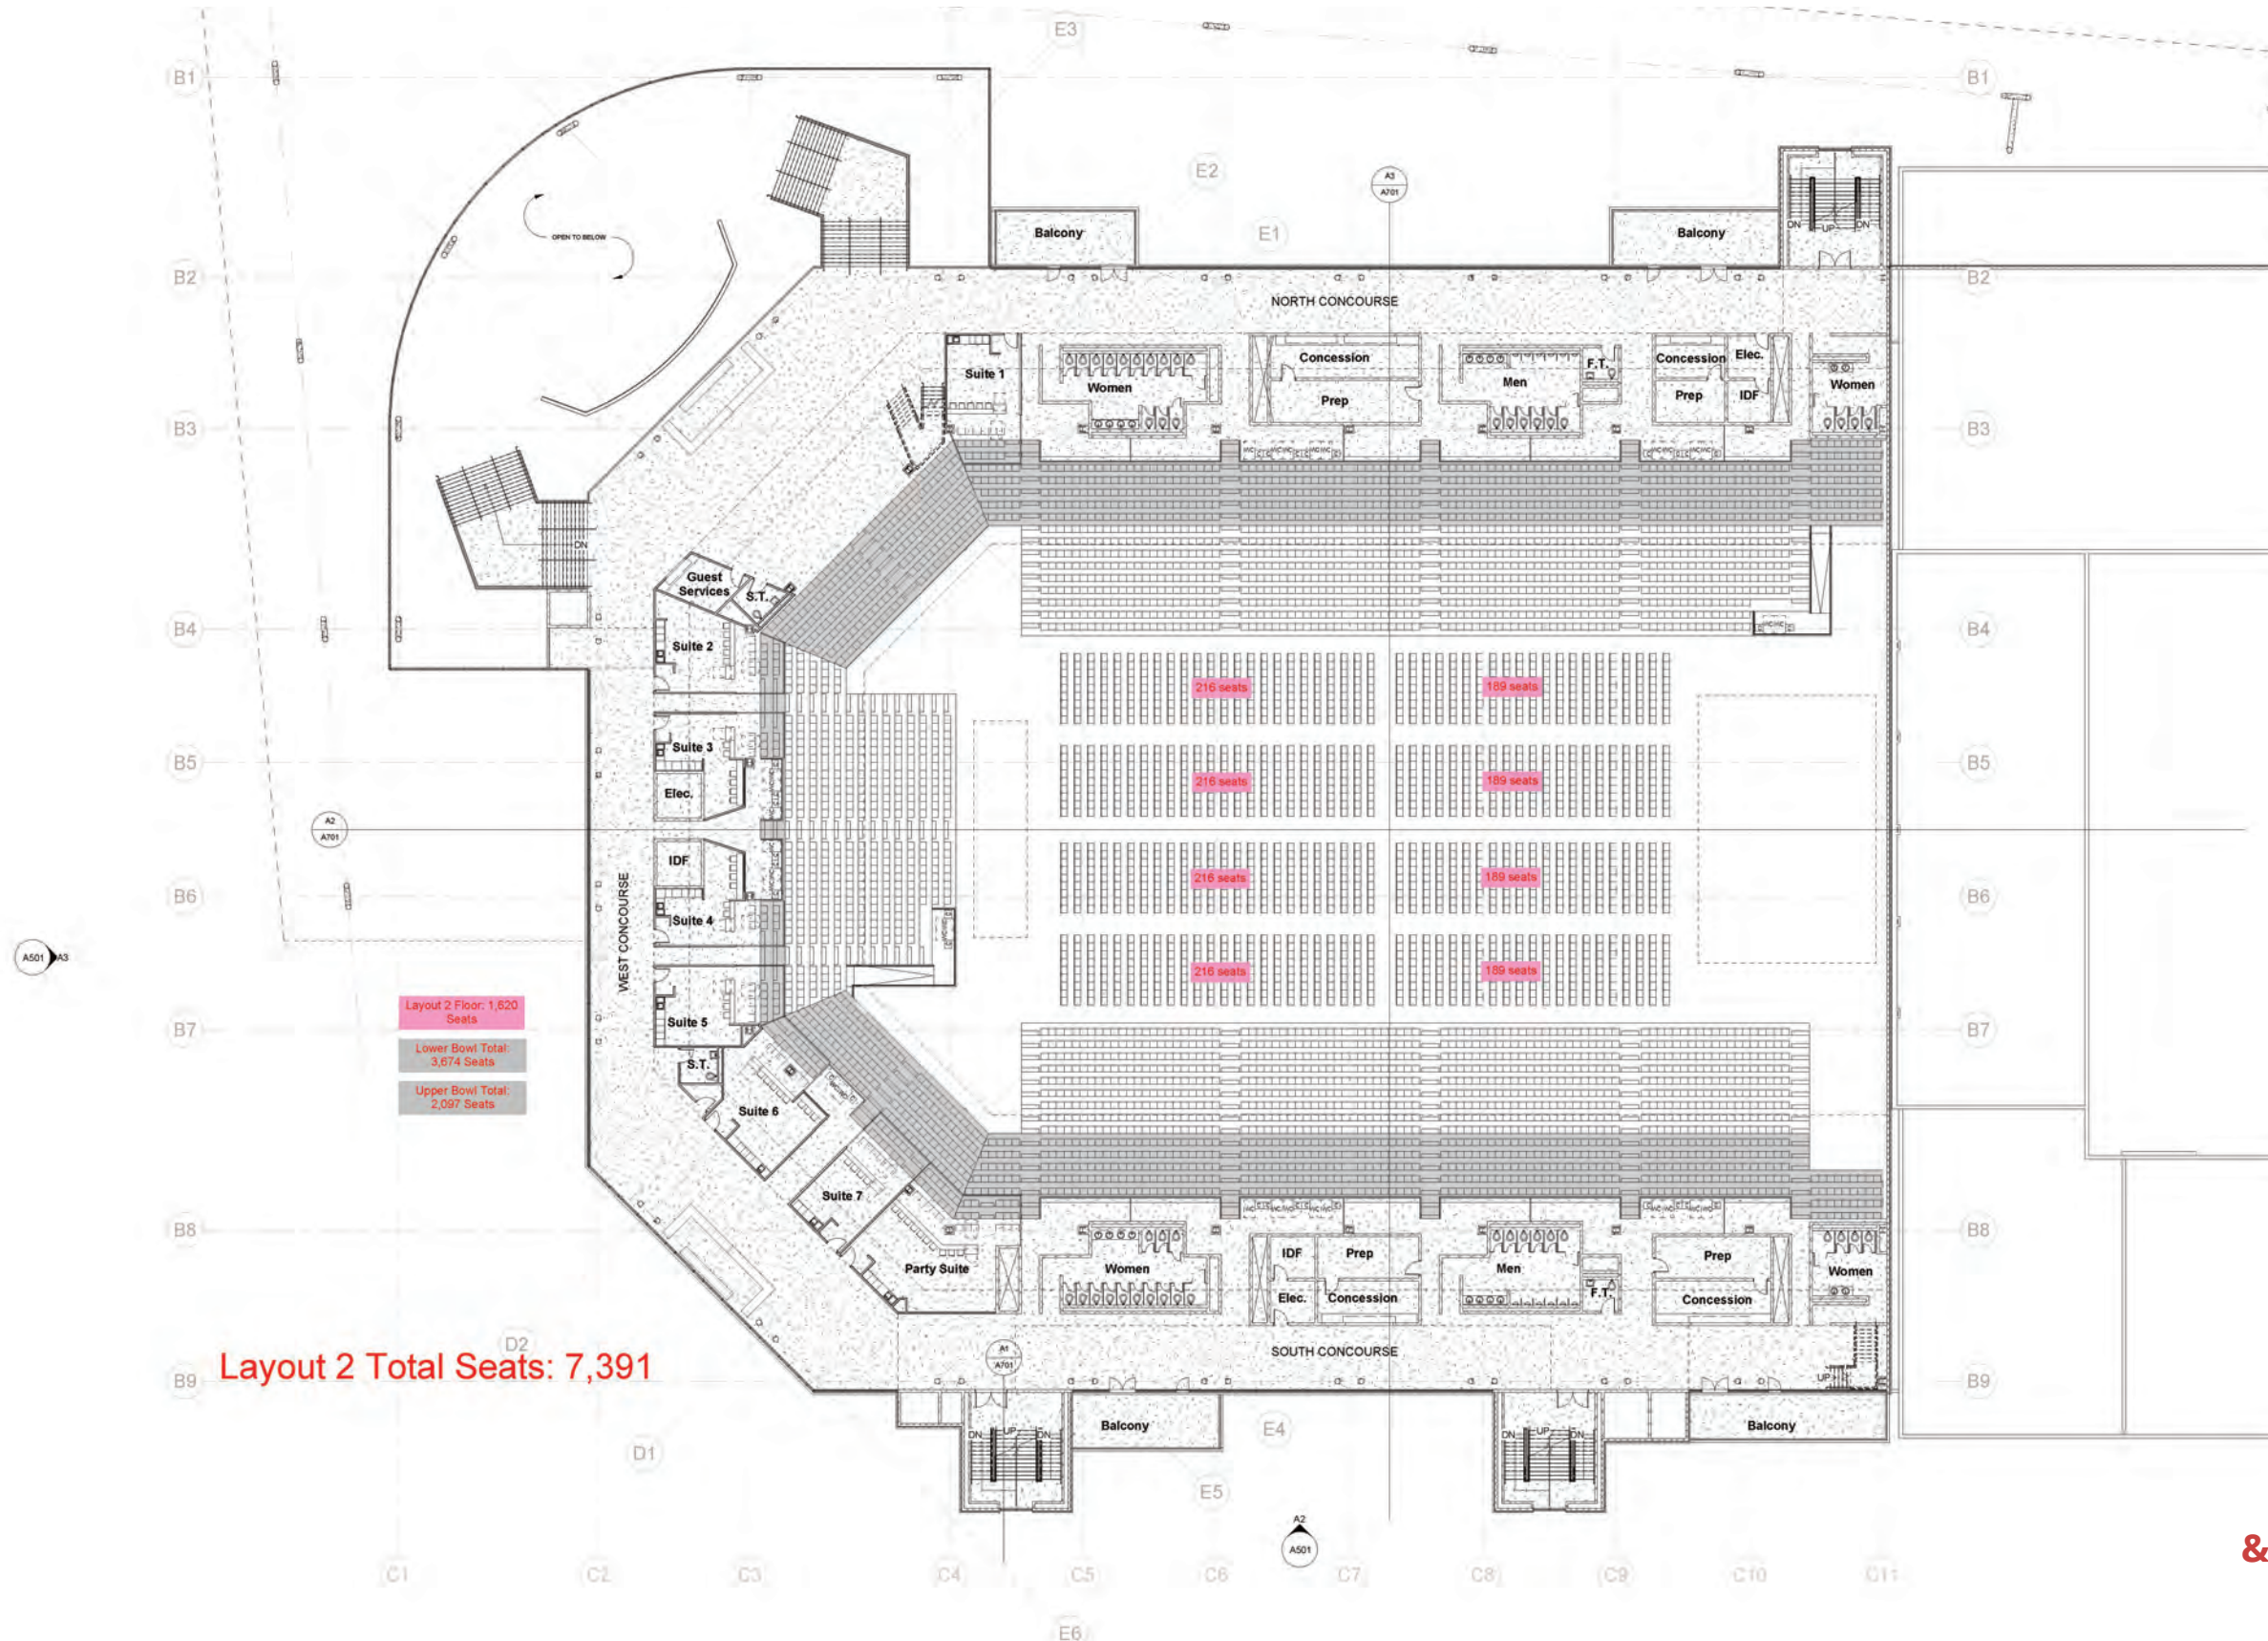 E3
B1
B1
E2
A3
A701
OPEN TO BELOW
Balcony
E1
Balcony
DN
UP
DN
B2
B2
NORTH CONCOURSE
Suite 1
Women
Concession
Prep
Men
F.T.
Concession
Elec.
Prep
IDF
Women
B3
B3
DN
Guest
Services
S.T.
B4
B4
Suite 2
216 seats
189 seats
Suite 3
B5
B5
Elec.
216 seats
189 seats
A2
A701
IDF
WEST CONCOURSE
216 seats
189 seats
B6
B6
Suite 4
A501
A3
216 seats
189 seats
Layout 2 Floor: 1,620
Seats
Suite 5
B7
B7
Lower Bowl Total:
3,674 Seats
S.T.
Upper Bowl Total:
2,097 Seats
Suite 6
Suite 7
B8
B8
Party Suite
Women
IDF
Prep
Elec.
Concession
Men
F.T.
Prep
Concession
Women
D2
A1
A701
SOUTH CONCOURSE
Layout 2 Total Seats: 7,391
B9
B9
UP
Balcony
E4
Balcony
DN
UP
DN
DN
UP
DN
D1
E5
A2
A501
&
C1
C2
C3
C4
C5
C6
C7
C8
C9
C10
C11
E6